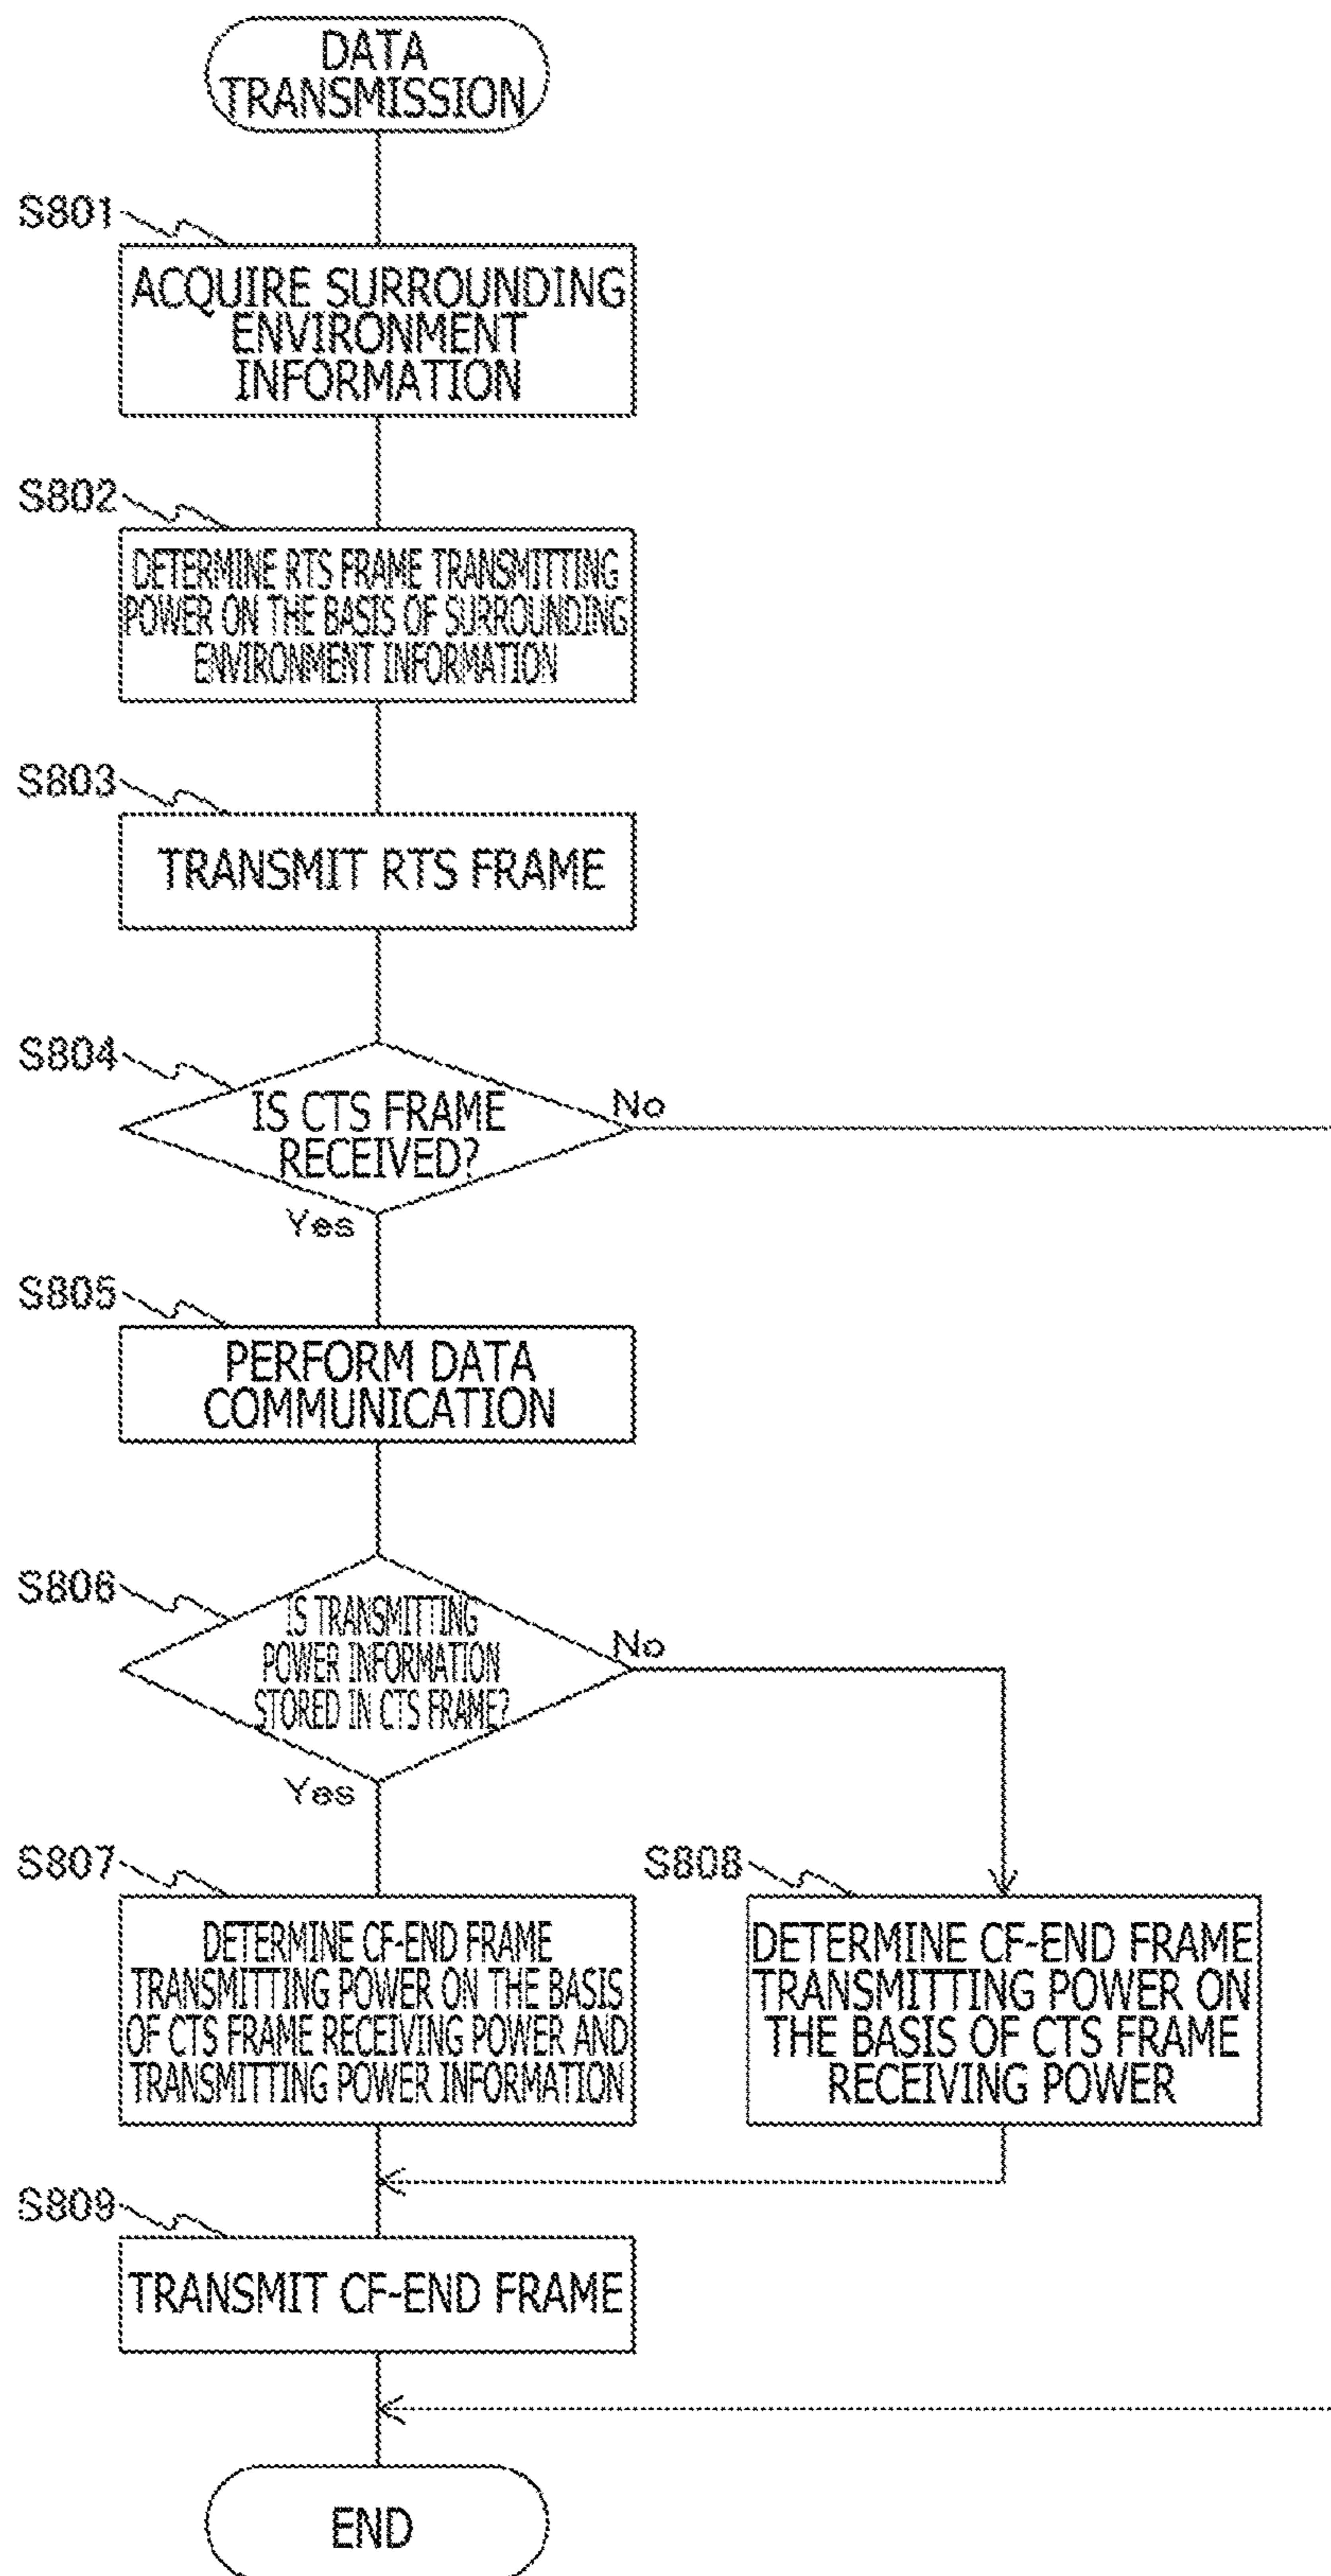 DATA
TRANSMISSION
S801
ACQUIRE SURROUNDING
ENVIRONMENT
INFORMATION
S802
DETERMINE RTS FRAME TRANSMITTING
POWER ON THE BASIS OF SURROUNDING
ENVIRONMENT INFORMATION
S803
TRANSMIT RTS FRAME
S804
IS CTS FRAME
RECEIVED?
No
Yes
S805
PERFORM DATA
COMMUNICATION
S806
IS TRANSMITTING
POWER INFORMATION
STORED IN CTS FRAME?
No
Yes
S807
DETERMINE CF-END FRAME
TRANSMITTING POWER ON THE BASIS
OF CTS FRAME RECEIVING POWER AND
TRANSMITTING POWER INFORMATION
S808
DETERMINE CF-END FRAME
TRANSMITTING POWER ON
THE BASIS OF CTS FRAME
RECEIVING POWER
S809
TRANSMIT CF-END FRAME
END